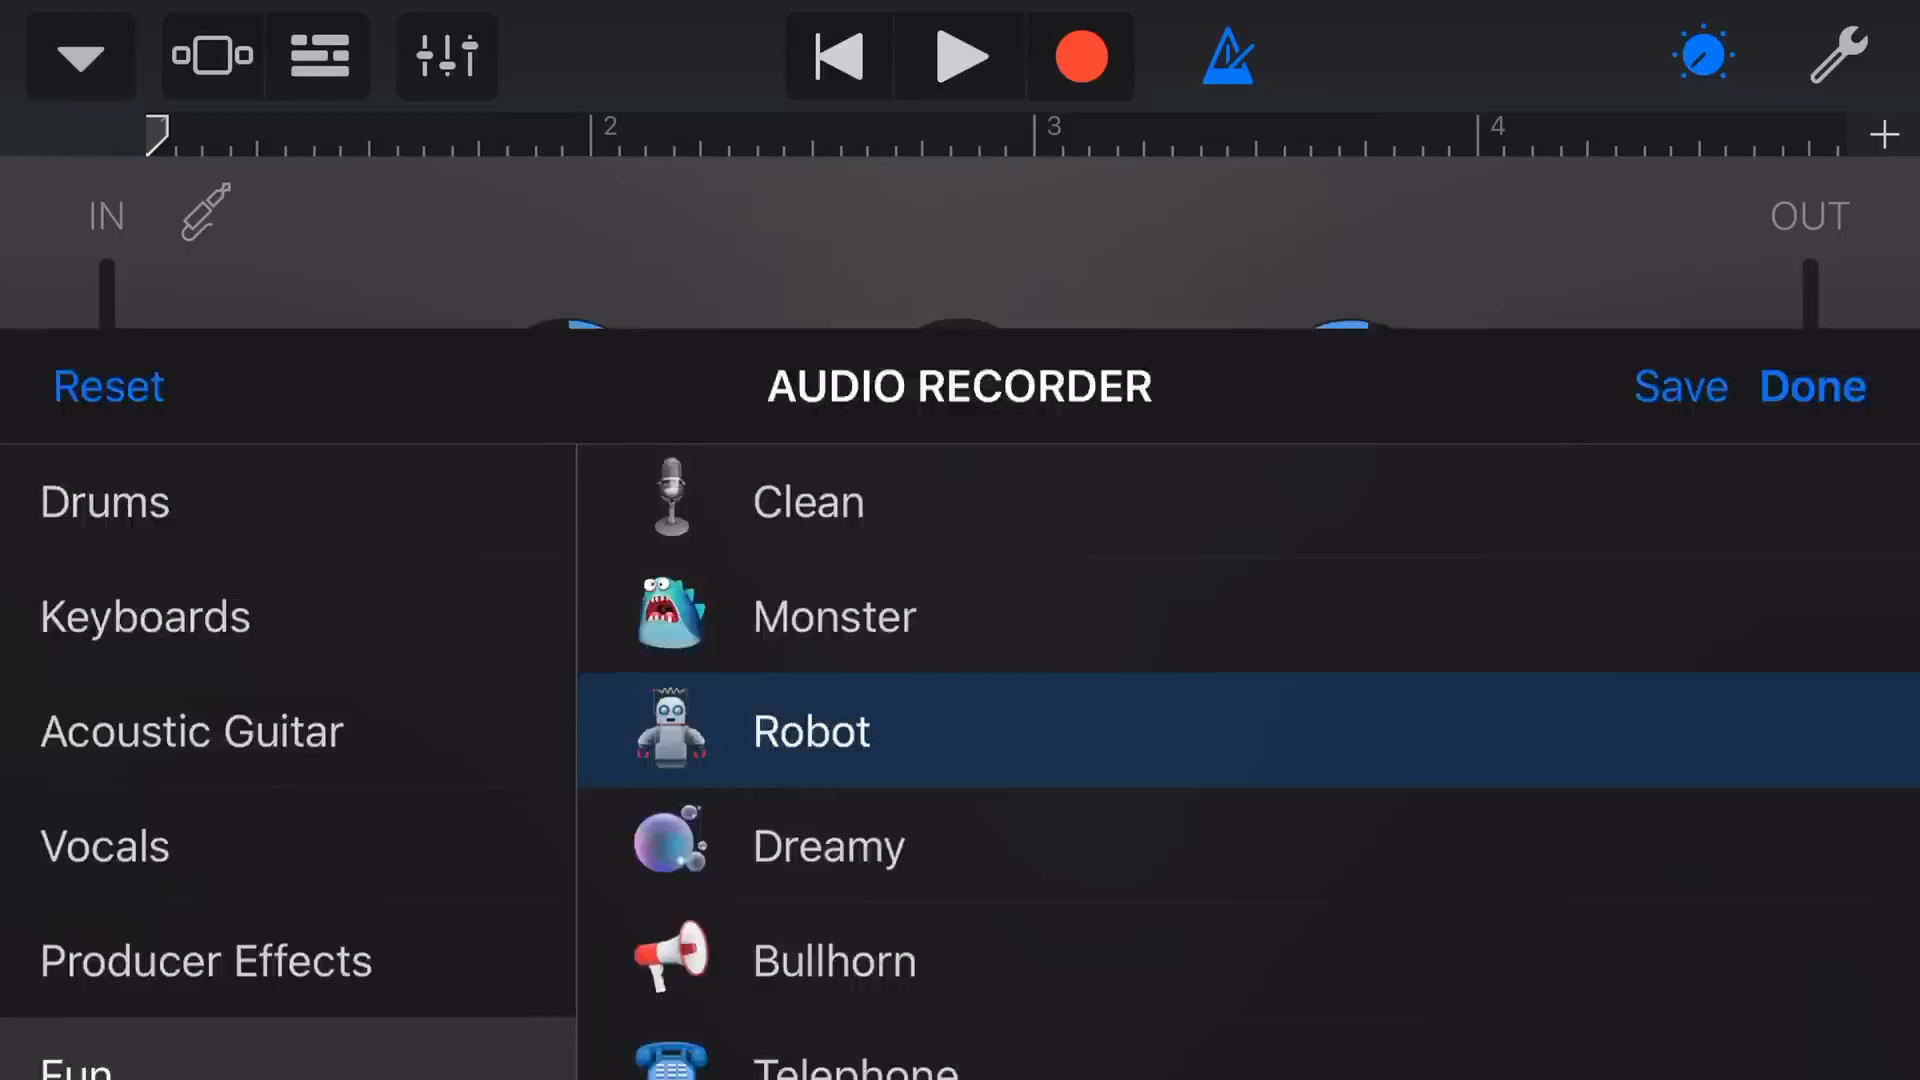 2
3
4
IN
OUT
Reset
AUDIO RECORDER
Save
Done
Drums
Clean
Keyboards
Monster
Acoustic Guitar
Robot
Vocals
Dreamy
Producer Effects
Bullhorn
Fun
Telephone